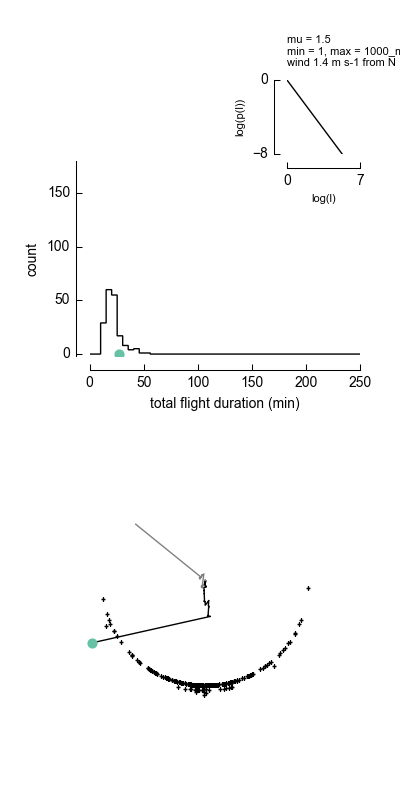 mu = 1.5
min = 1, max = 1000_m
wind 1.4 m s-1 from N
0
log(p(l))
−8
0 7
log(l)
150
100
count
50
0
0 50 100 150 200 250
total flight duration (min)